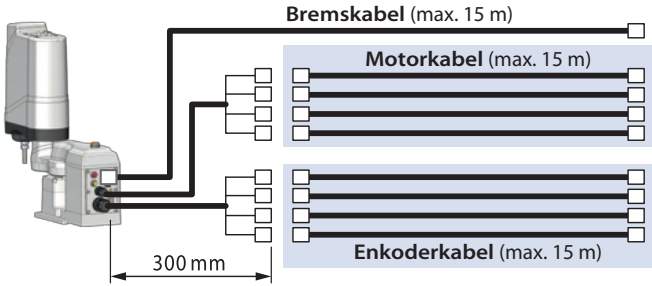 Bremskabel (max. 15 m)
Motorkabel (max. 15 m)
Enkoderkabel (max. 15 m)
300 mm